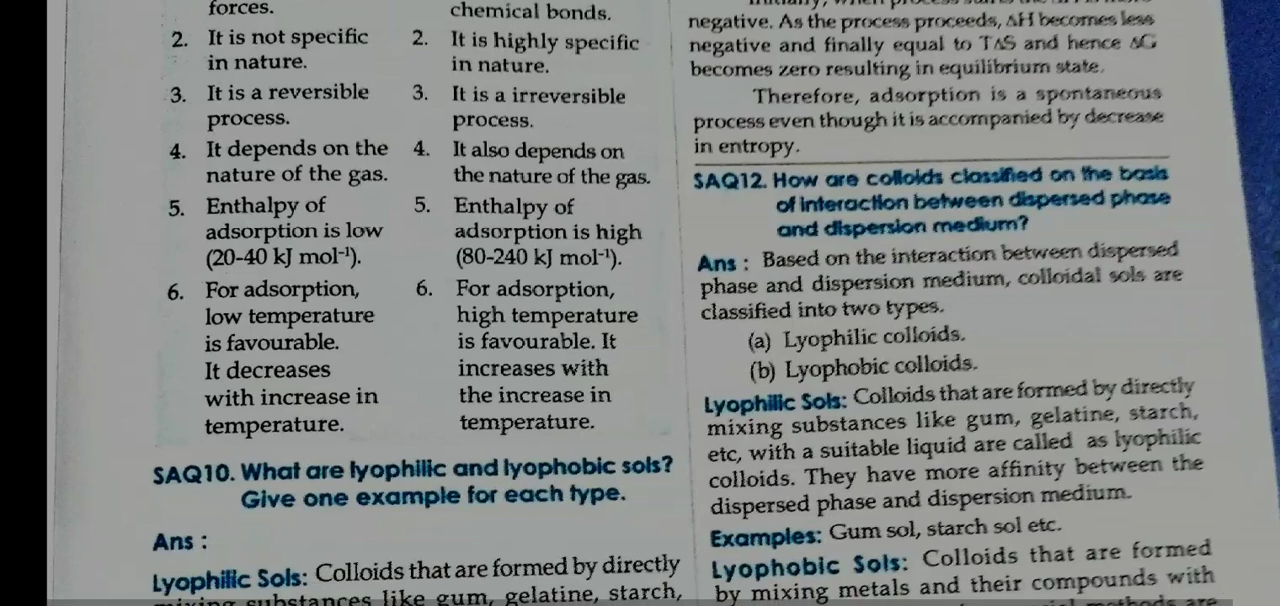 forces.
2. It is not specific
in nature.
3. It is a reversible
process.
4. It depends on the
nature of the gas.
5. Enthalpy of
adsorption is low
(20-40 kJ mol⁻¹).
6. For adsorption,
low temperature
is favourable.
It decreases
with increase in
temperature.
chemical bonds.
2. It is highly specific
in nature.
3. It is a irreversible
process.
4. It also depends on
the nature of the gas.
5. Enthalpy of
adsorption is high
(80-240 kJ mol⁻¹).
6. For adsorption,
high temperature
is favourable. It
increases with
the increase in
temperature.
SAQ10. What are lyophilic and lyophobic sols?
Give one example for each type.
Ans :
Lyophilic Sols: Colloids that are formed by directly
mixing substances like gum, gelatine, starch,
negative. As the process proceeds, ΔH becomes less
negative and finally equal to TΔS and hence ΔG
becomes zero resulting in equilibrium state.
Therefore, adsorption is a spontaneous
process even though it is accompanied by decrease
in entropy.
SAQ12. How are colloids classified on the basis
of interaction between dispersed phase
and dispersion medium?
Ans : Based on the interaction between dispersed
phase and dispersion medium, colloidal sols are
classified into two types.
(a) Lyophilic colloids.
(b) Lyophobic colloids.
Lyophilic Sols: Colloids that are formed by directly
mixing substances like gum, gelatine, starch,
etc, with a suitable liquid are called as lyophilic
colloids. They have more affinity between the
dispersed phase and dispersion medium.
Examples: Gum sol, starch sol etc.
Lyophobic Sols: Colloids that are formed
by mixing metals and their compounds with
methods are